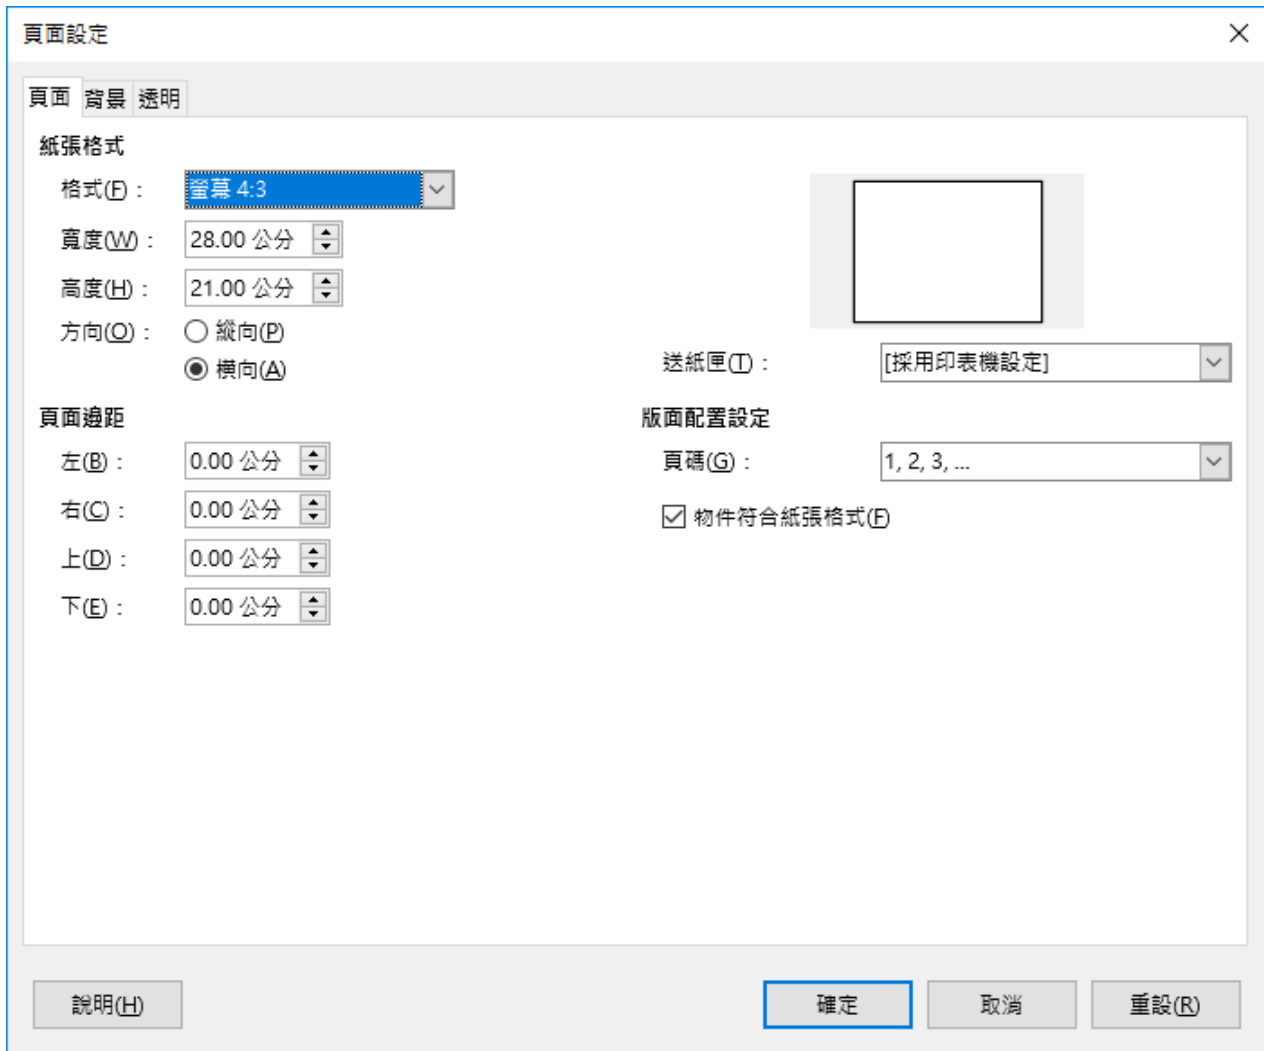 頁面設定
頁面 背景 透明
紙張格式
格式(F)： 螢幕 4:3
寬度(W)： 28.00 公分
高度(H)： 21.00 公分
方向(O)： 縱向(P)
橫向(A)
送紙匣(T)： [採用印表機設定]
頁面邊距
左(B)： 0.00 公分
右(C)： 0.00 公分
上(D)： 0.00 公分
下(E)： 0.00 公分
版面配置設定
頁碼(G)： 1, 2, 3, ...
物件符合紙張格式(F)
說明(H) 確定 取消 重設(R)